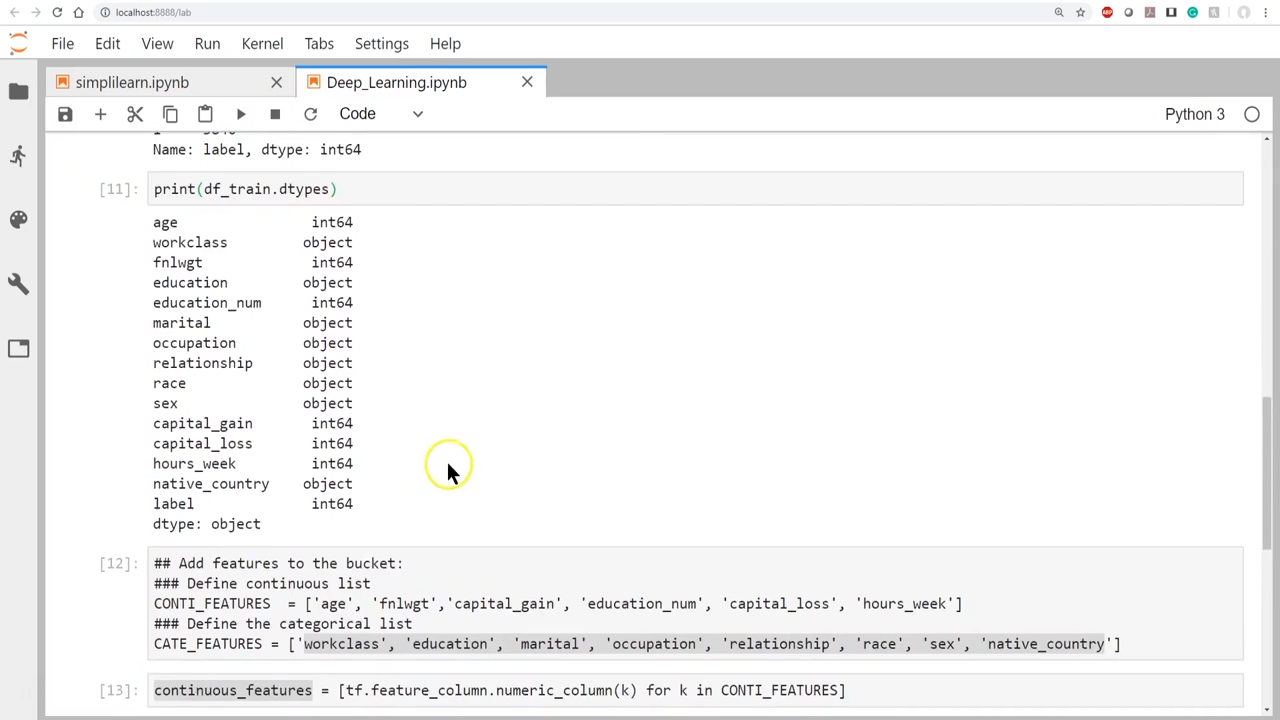 localhost:8888/lab
File Edit View Run Kernel Tabs Settings Help
simplilearn.ipynb Deep_Learning.ipynb
Code Python 3
Name: label, dtype: int64
[11]: print(df_train.dtypes)
age int64
workclass object
fnlwgt int64
education object
education_num int64
marital object
occupation object
relationship object
race object
sex object
capital_gain int64
capital_loss int64
hours_week int64
native_country object
label int64
dtype: object
[12]: ## Add features to the bucket:
### Define continuous list
CONTI_FEATURES = ['age', 'fnlwgt','capital_gain', 'education_num', 'capital_loss', 'hours_week']
### Define the categorical list
CATE_FEATURES = ['workclass', 'education', 'marital', 'occupation', 'relationship', 'race', 'sex', 'native_country']
[13]: continuous_features = [tf.feature_column.numeric_column(k) for k in CONTI_FEATURES]